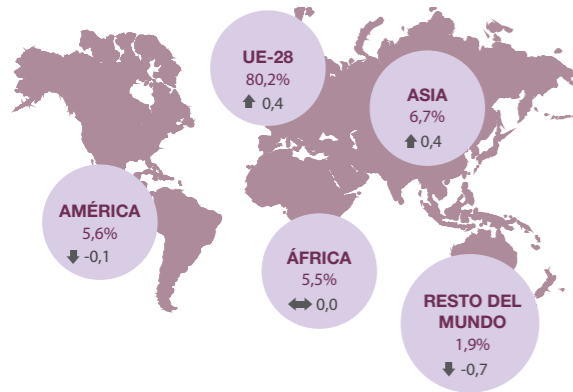 UE-28
80,2%
0,4
ASIA
6,7%
0,4
AMÉRICA
5,6%
-0,1
ÁFRICA
5,5%
0,0
RESTO DEL
MUNDO
1,9%
-0,7